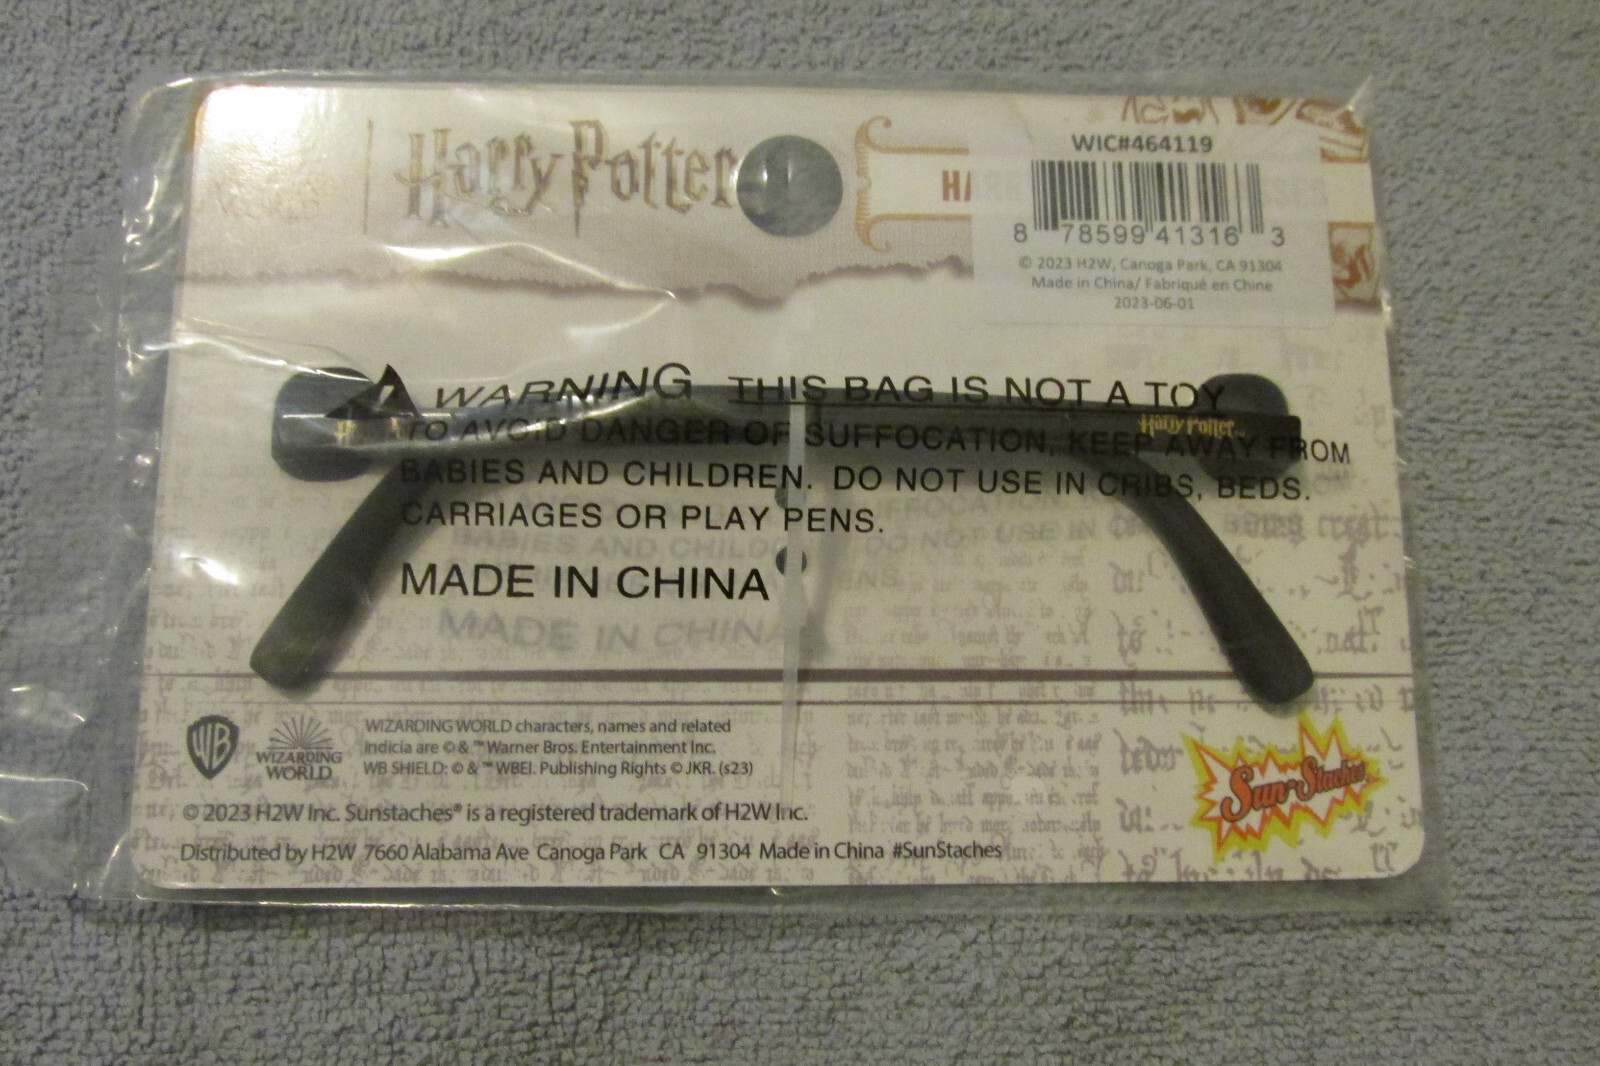 Harry Potter
WIC#464119
8 78599 41316 3
© 2023 H2W, Canoga Park, CA 91304
Made in China/ Fabriqué en Chine
2023-06-01
WARNING THIS BAG IS NOT A TOY
TO AVOID DANGER OF SUFFOCATION, KEEP AWAY FROM
BABIES AND CHILDREN. DO NOT USE IN CRIBS, BEDS.
CARRIAGES OR PLAY PENS.
MADE IN CHINA
Harry Potter
WB
WIZARDING
WORLD
WIZARDING WORLD characters, names and related
indicia are © & ™ Warner Bros. Entertainment Inc.
WB SHIELD: © & ™ WBEI. Publishing Rights © JKR. (s23)
Sun-Staches
© 2023 H2W Inc. Sunstaches® is a registered trademark of H2W Inc.
Distributed by H2W 7660 Alabama Ave Canoga Park CA 91304 Made in China #SunStaches